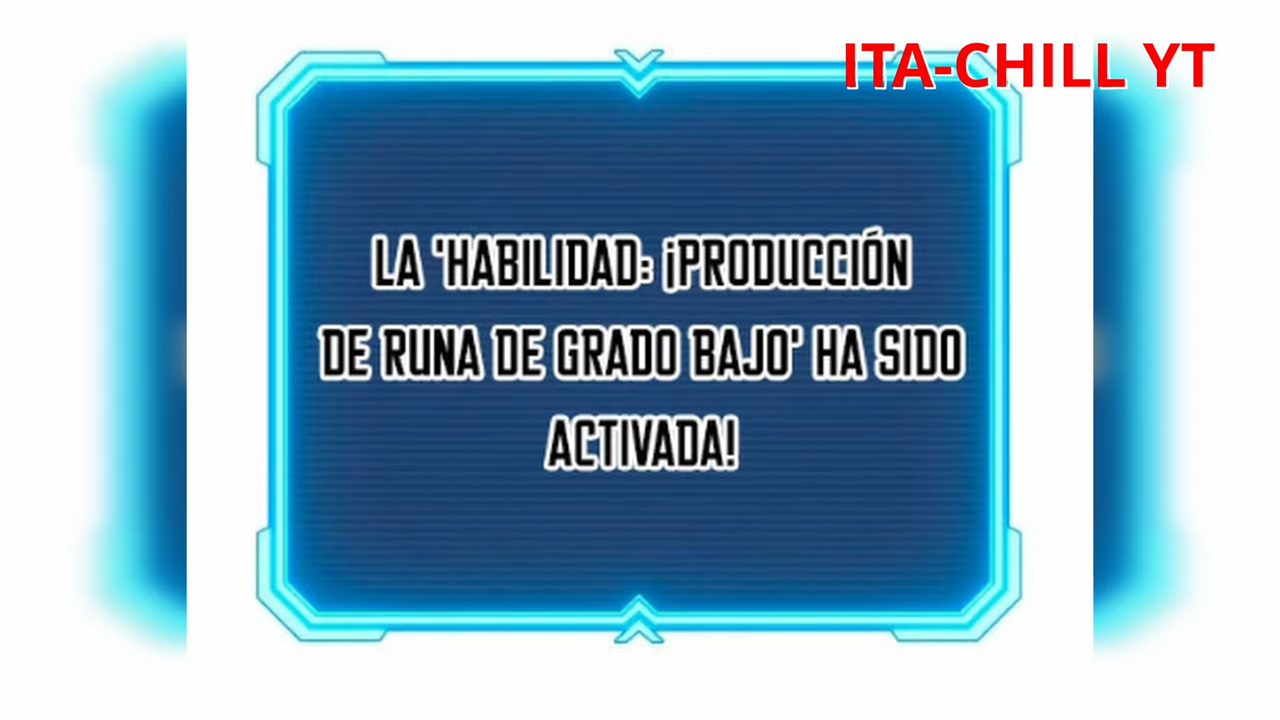 ITA-CHILL YT
LA 'HABILIDAD: ¡PRODUCCIÓN
DE RUNA DE GRADO BAJO' HA SIDO
ACTIVADA!